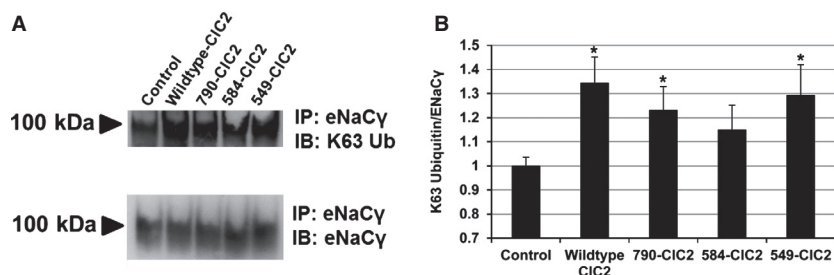 A
Control
Wildtype-ClC2
790-ClC2
584-ClC2
549-ClC2
100 kDa
IP: eNaCγ
IB: K63 Ub
100 kDa
IP: eNaCγ
IB: eNaCγ
B
K63 Ubiquitin/ENaCγ
1.5
1.4
1.3
1.2
1.1
1
0.9
0.8
0.7
*
*
*
Control
Wildtype
ClC2
790-ClC2
584-ClC2
549-ClC2